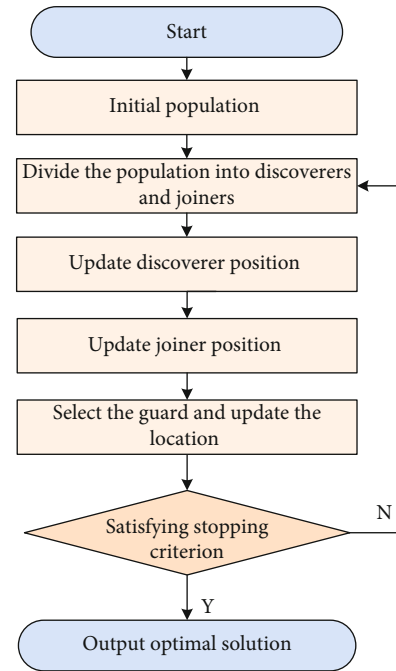 Start
Initial population
Divide the population into discoverers
and joiners
Update discoverer position
Update joiner position
Select the guard and update the
location
Satisfying stopping
criterion
N
Y
Output optimal solution